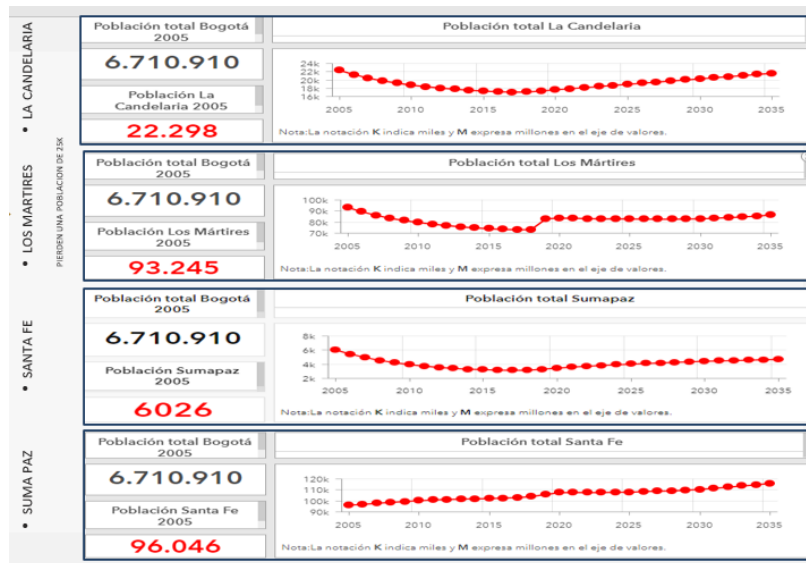 • LA CANDELARIA
• LOS MARTIRES
PIERDEN UNA POBLACION DE 25K
• SANTA FE
• SUMA PAZ
Población total Bogotá
2005
6.710.910
Población La
Candelaria 2005
22.298
Población total La Candelaria
24k
22k
20k
18k
16k
2005 2010 2015 2020 2025 2030 2035
Nota:La notación K indica miles y M expresa millones en el eje de valores.
Población total Bogotá
2005
6.710.910
Población Los Mártires
2005
93.245
Población total Los Mártires
100k
90k
80k
70k
2005 2010 2015 2020 2025 2030 2035
Nota:La notación K indica miles y M expresa millones en el eje de valores.
Población total Bogotá
2005
6.710.910
Población Sumapaz
2005
6026
Población total Sumapaz
8k
6k
4k
2k
2005 2010 2015 2020 2025 2030 2035
Nota:La notación K indica miles y M expresa millones en el eje de valores.
Población total Bogotá
2005
6.710.910
Población Santa Fe
2005
96.046
Población total Santa Fe
120k
110k
100k
90k
2005 2010 2015 2020 2025 2030 2035
Nota:La notación K indica miles y M expresa millones en el eje de valores.